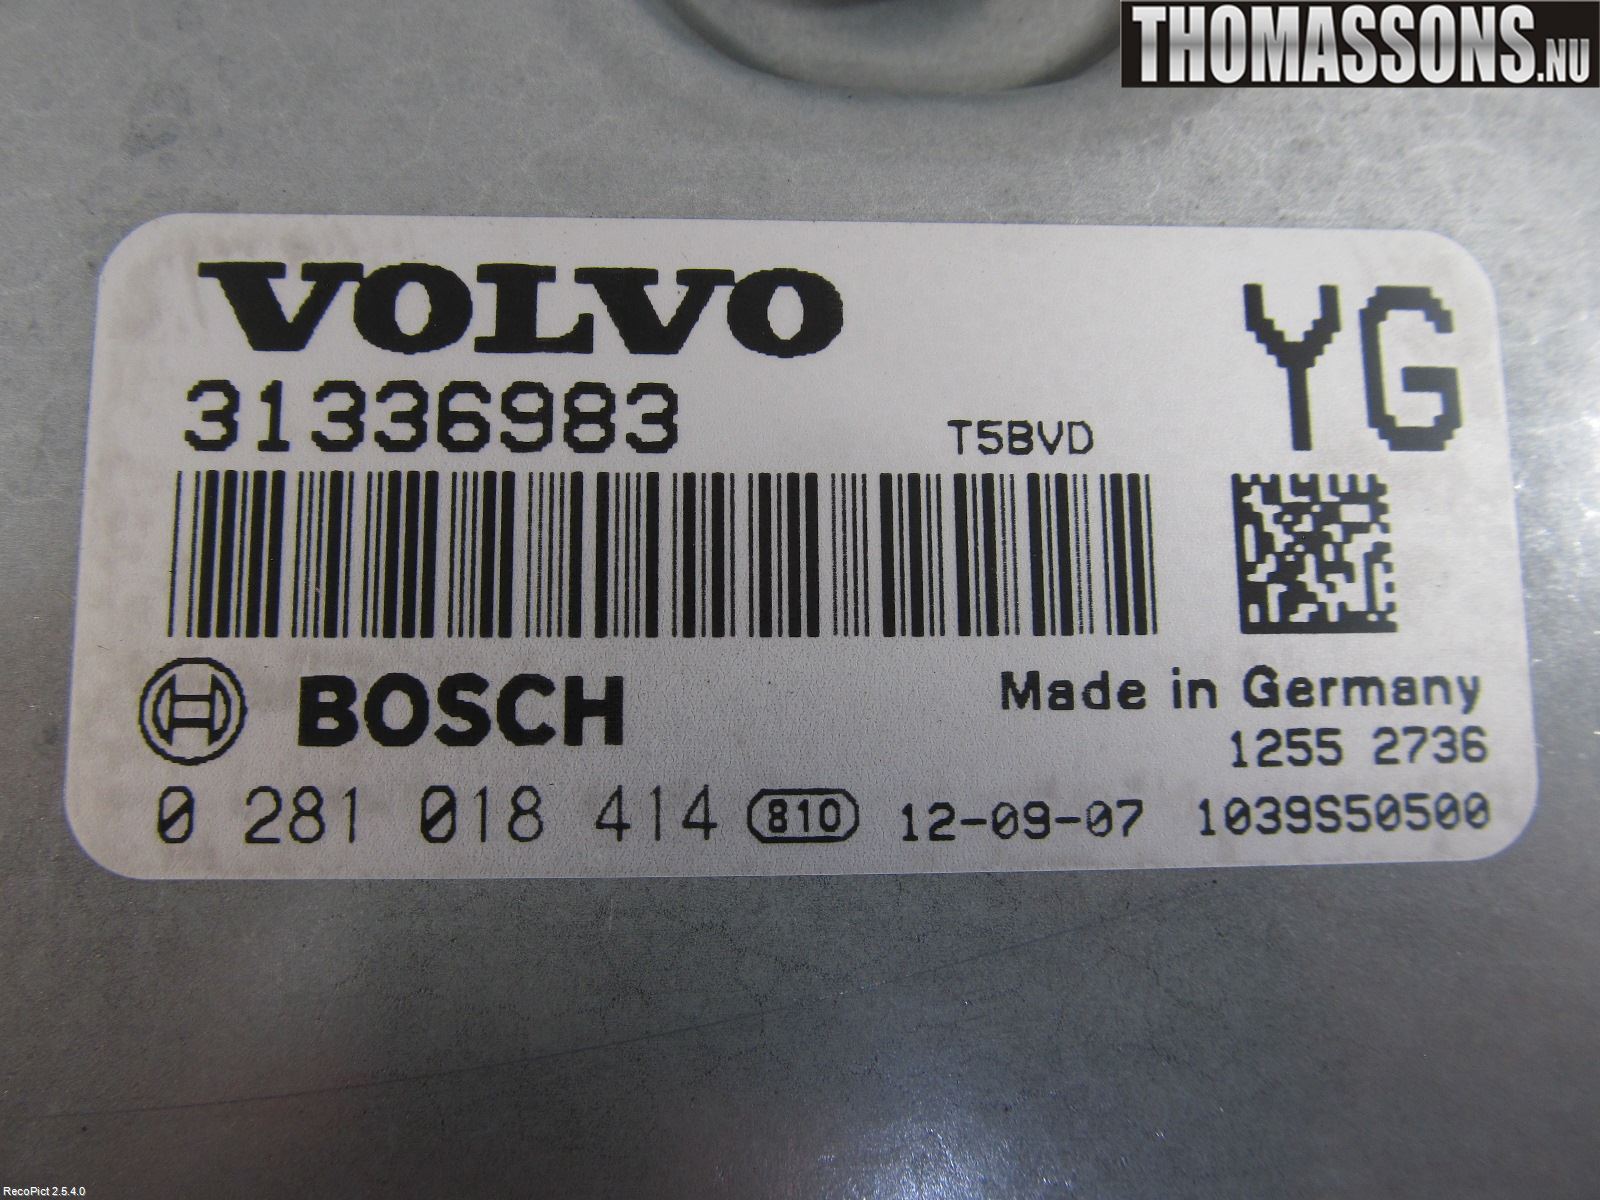 THOMASSONS.NU
VOLVO
YG
31336983 T5BVD
BOSCH
Made in Germany
1255 2736
0 281 018 414 810 12-09-07 1039S50500
RecoPict 2.5.4.0